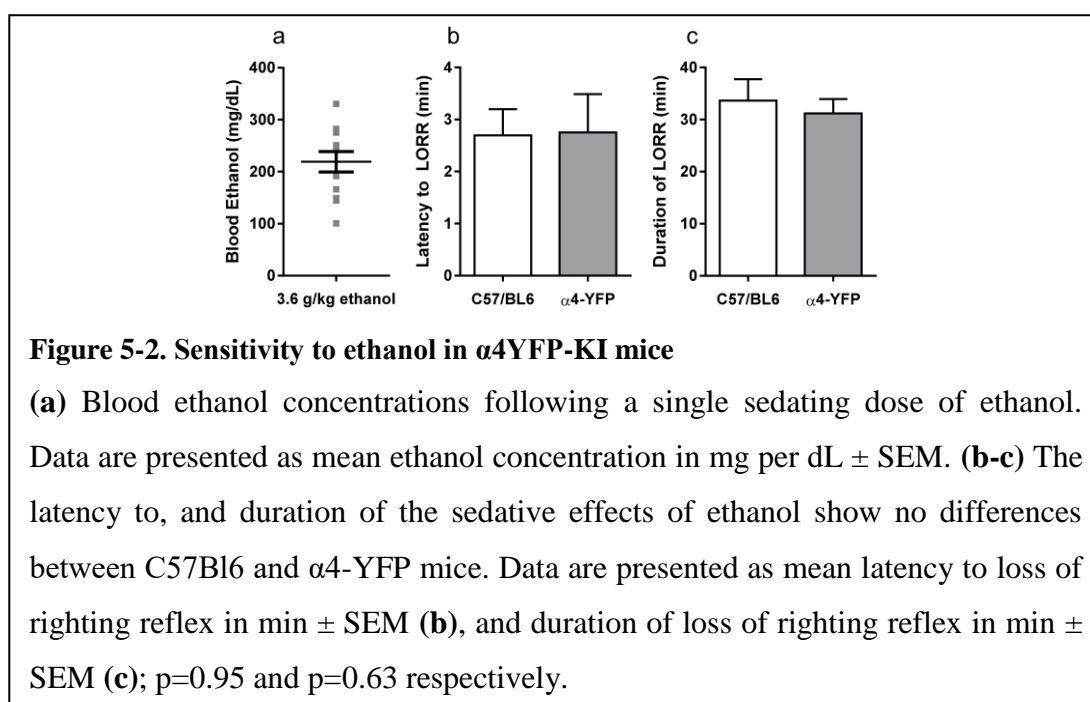 a
b
c
Blood Ethanol (mg/dL)
400
300
200
100
0
3.6 g/kg ethanol
Latency to LORR (min)
4
3
2
1
0
C57/BL6
α4-YFP
Duration of LORR (min)
40
30
20
10
0
C57/BL6
α4-YFP
Figure 5-2. Sensitivity to ethanol in α4YFP-KI mice
(a) Blood ethanol concentrations following a single sedating dose of ethanol.
Data are presented as mean ethanol concentration in mg per dL ± SEM. (b-c) The
latency to, and duration of the sedative effects of ethanol show no differences
between C57Bl6 and α4-YFP mice. Data are presented as mean latency to loss of
righting reflex in min ± SEM (b), and duration of loss of righting reflex in min ±
SEM (c); p=0.95 and p=0.63 respectively.